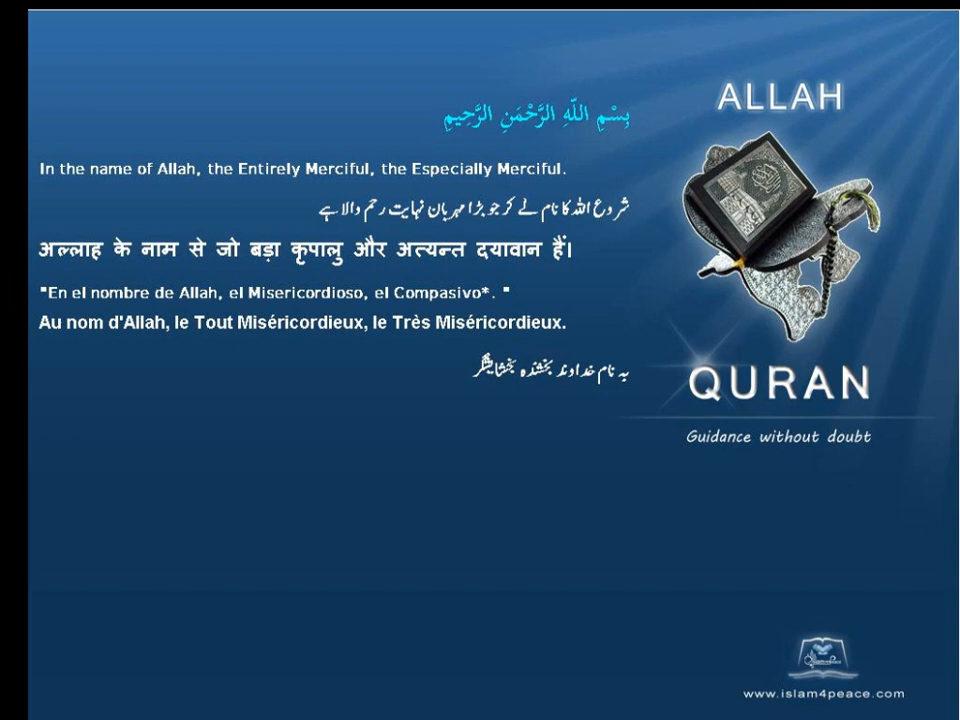 بِسْمِ اللّهِ الرَّحْمَنِ الرَّحِيمِ
In the name of Allah, the Entirely Merciful, the Especially Merciful.
شروع الله کا نام لے کر جو بڑا مہربان نہایت رحم والا ہے
अल्लाह के नाम से जो बड़ा कृपालु और अत्यन्त दयावान हैं।
"En el nombre de Allah, el Misericordioso, el Compasivo*. "
Au nom d'Allah, le Tout Miséricordieux, le Très Miséricordieux.
به نام خداوند بخشنده بخشایشگر
ALLAH
QURAN
Guidance without doubt
www.islam4peace.com